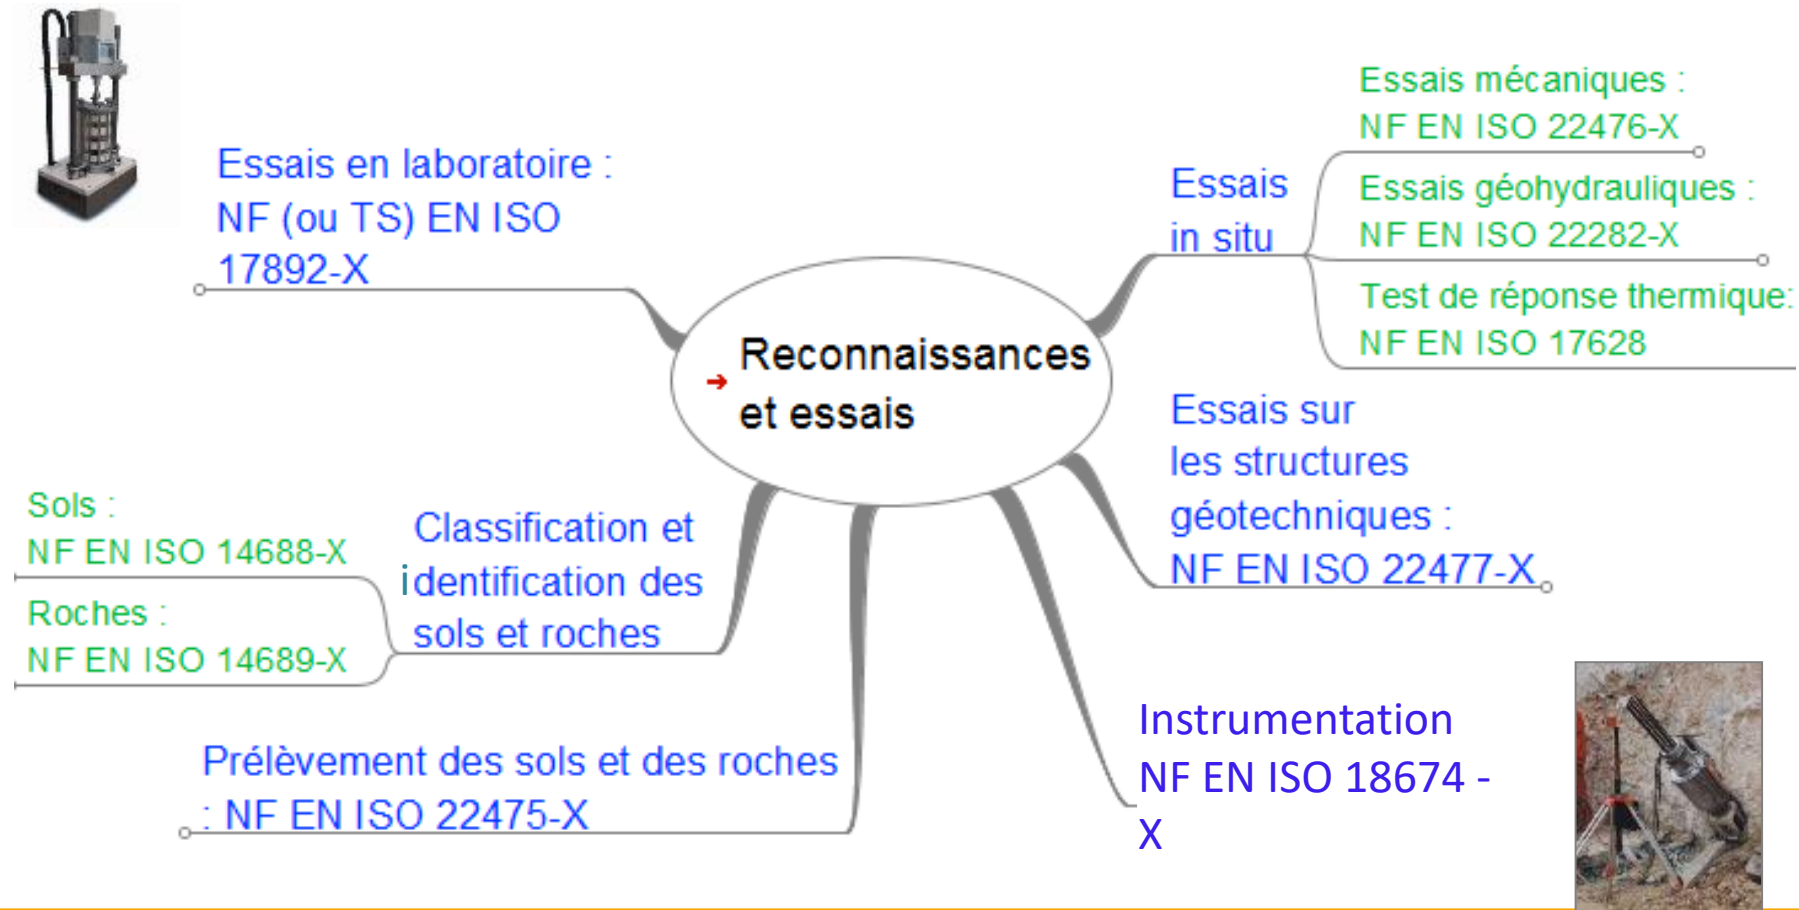 Essais en laboratoire :
NF (ou TS) EN ISO
17892-X
Essais mécaniques :
NF EN ISO 22476-X
Essais
in situ
Essais géohydrauliques :
NF EN ISO 22282-X
Test de réponse thermique:
NF EN ISO 17628
Reconnaissances
et essais
Essais sur
les structures
géotechniques :
NF EN ISO 22477-X
Sols :
NF EN ISO 14688-X
Roches :
NF EN ISO 14689-X
Classification et
identification des
sols et roches
Prélèvement des sols et des roches
: NF EN ISO 22475-X
Instrumentation
NF EN ISO 18674 -
X